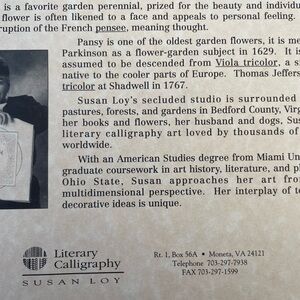 is a favorite garden perennial, prized for the beauty and individu
flower is often likened to a face and appeals to personal feeling.
ruption of the French pensee, meaning thought.
Pansy is one of the oldest garden flowers, it is me
Parkinson as a flower-garden subject in 1629. It is
assumed to be descended from Viola tricolor, a si
native to the cooler parts of Europe. Thomas Jeffers
tricolor at Shadwell in 1767.
Susan Loy's secluded studio is surrounded
pastures, forests, and gardens in Bedford County, Virg
her books and flowers, her husband and dogs, Sus
literary calligraphy art loved by thousands of
worldwide.
With an American Studies degree from Miami Un
graduate coursework in art history, literature, and pl
Ohio State, Susan approaches her art from
multidimensional perspective. Her interplay of te
decorative ideas is unique.
Literary
Calligraphy
SUSAN LOY
Rt. 1, Box 56A • Moneta, VA 24121
Telephone 703-297-7938
FAX 703-297-1599